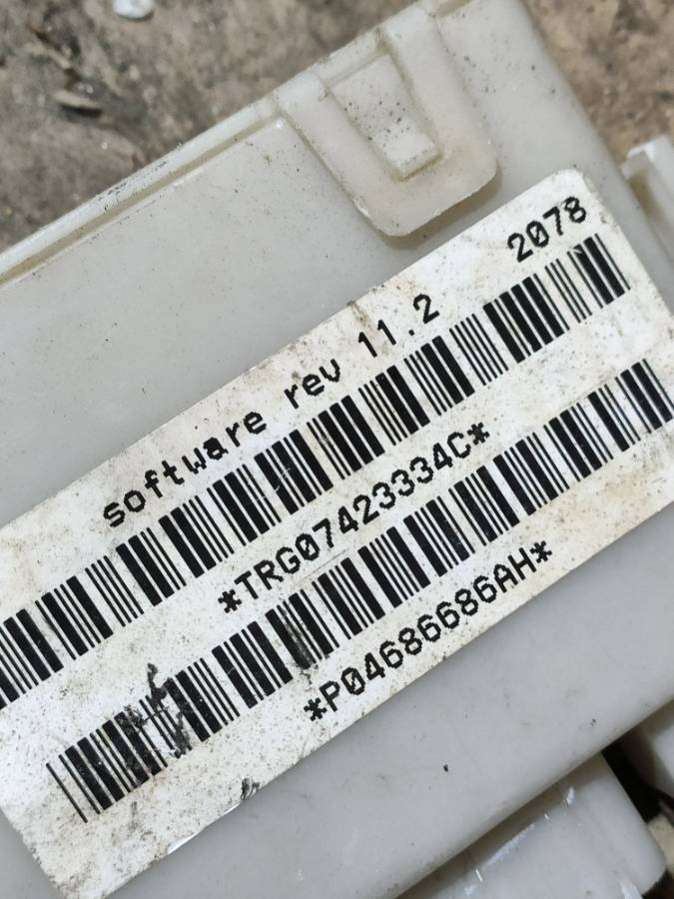 software rev 11.2 2078
*TRG07423334C*
*P04686686AH*